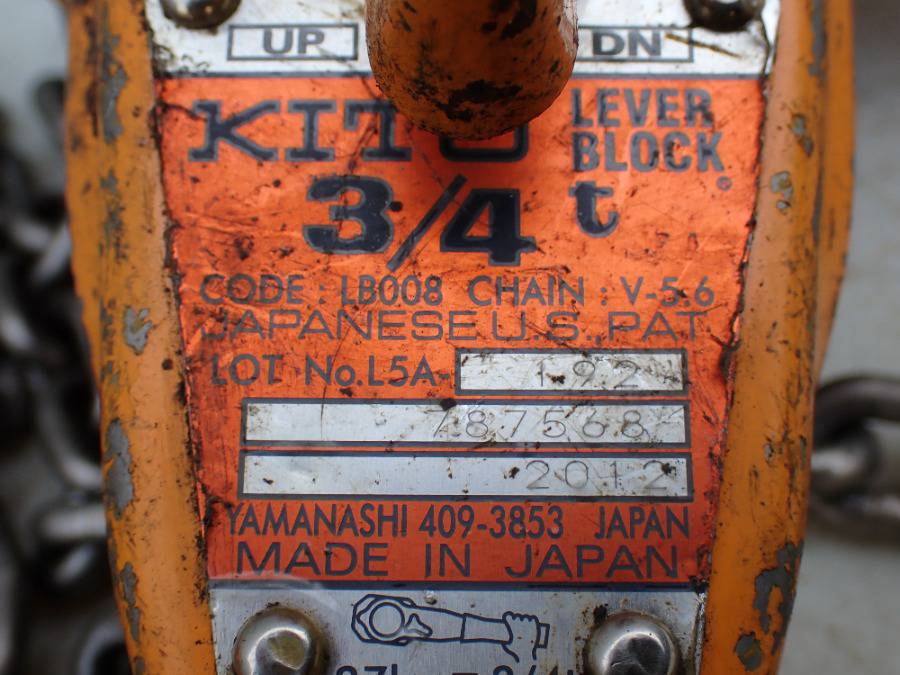 UP DN
KITO LEVER BLOCK
3/4 t
CODE : LB008 CHAIN : V-5.6
JAPANESE U.S. PAT
LOT No. L5A- 192
787568
2012
YAMANASHI 409-3853 JAPAN
MADE IN JAPAN